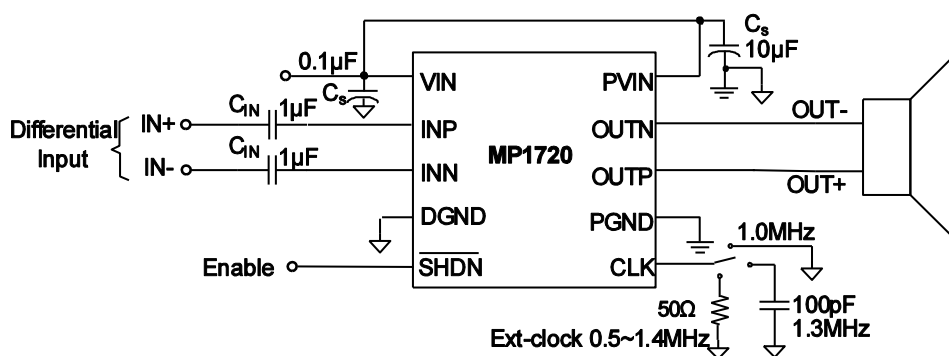 Cs
10µF
0.1µF
VIN
PVIN
Cs
CIN
1µF
Differential
Input
IN+
INP
OUTN
OUT-
MP1720
CIN
1µF
IN-
INN
OUTP
OUT+
DGND
PGND
1.0MHz
Enable
SHDN
CLK
50Ω
100pF
1.3MHz
Ext-clock 0.5~1.4MHz